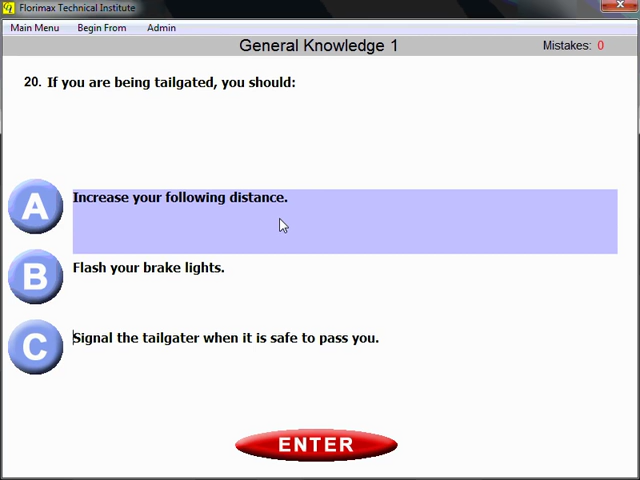 Florimax Technical Institute
Main Menu Begin From Admin
General Knowledge 1 Mistakes: 0
20. If you are being tailgated, you should:
A Increase your following distance.
B Flash your brake lights.
C Signal the tailgater when it is safe to pass you.
ENTER